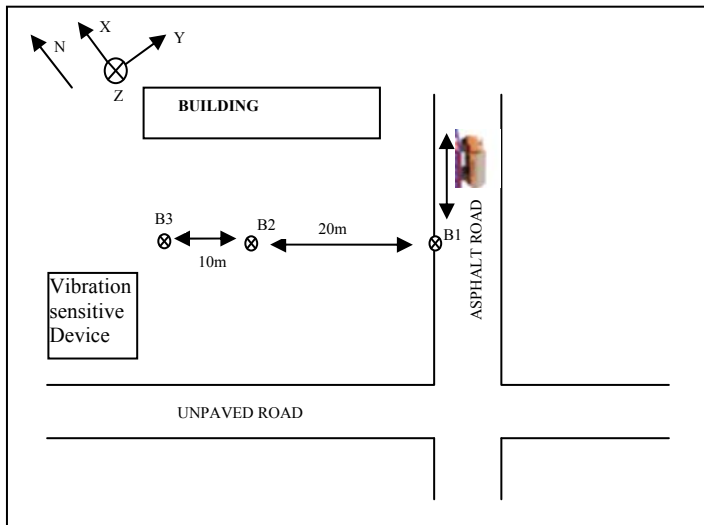 X
N
Y
Z
BUILDING
B3
B2
20m
B1
10m
ASPHALT ROAD
Vibration
sensitive
Device
UNPAVED ROAD